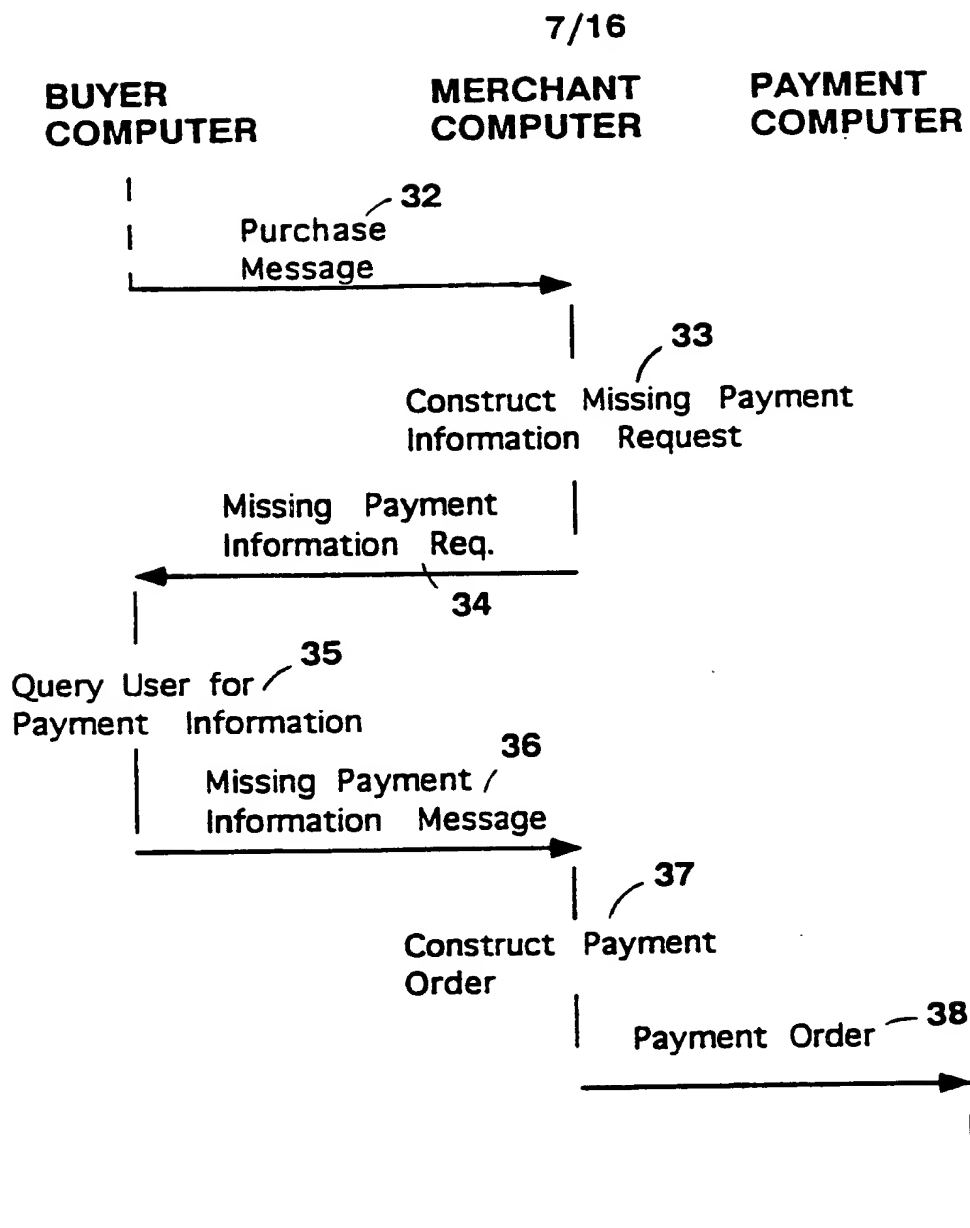 7/16
BUYER
COMPUTER
MERCHANT
COMPUTER
PAYMENT
COMPUTER
32
Purchase
Message
33
Construct Missing Payment
Information Request
Missing Payment
Information Req.
34
35
Query User for
Payment Information
36
Missing Payment
Information Message
37
Construct Payment
Order
38
Payment Order